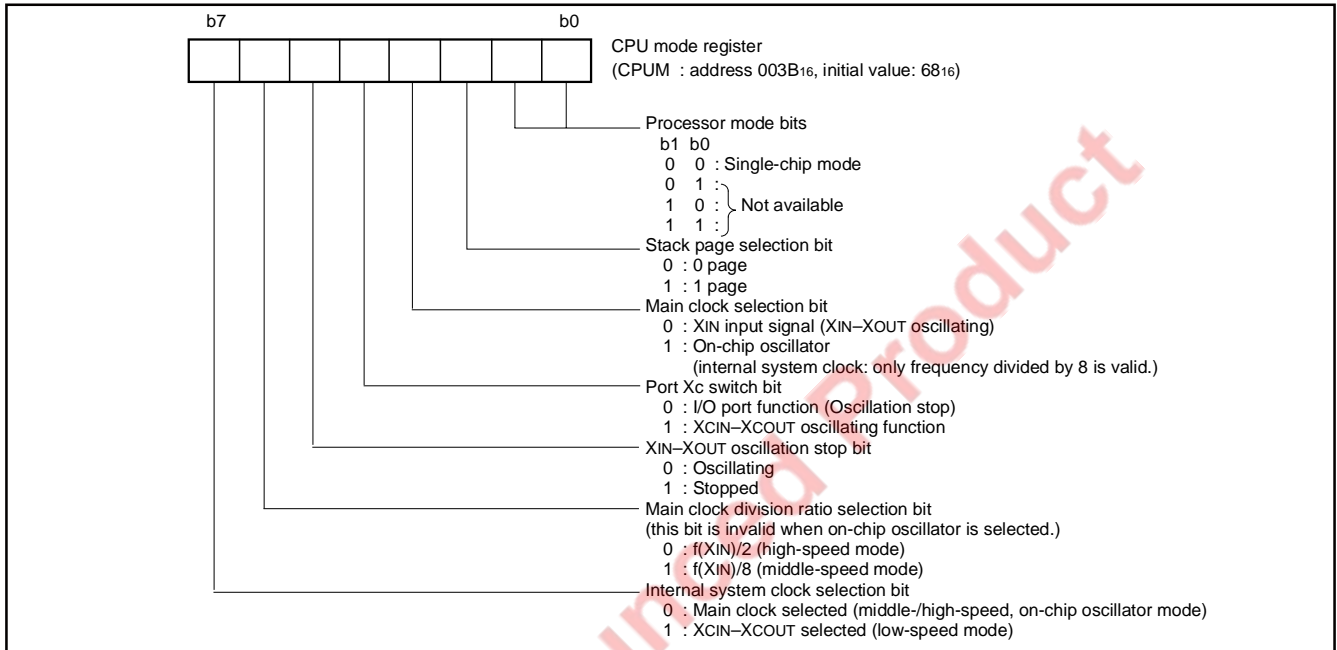 b7 b0
CPU mode register
(CPUM : address 003B16, initial value: 6816)
Processor mode bits
b1 b0
0 0 : Single-chip mode
0 1 :
1 0 : Not available
1 1 :
Stack page selection bit
0 : 0 page
1 : 1 page
Main clock selection bit
0 : XIN input signal (XIN–XOUT oscillating)
1 : On-chip oscillator
(internal system clock: only frequency divided by 8 is valid.)
Port Xc switch bit
0 : I/O port function (Oscillation stop)
1 : XCIN–XCOUT oscillating function
XIN–XOUT oscillation stop bit
0 : Oscillating
1 : Stopped
Main clock division ratio selection bit
(this bit is invalid when on-chip oscillator is selected.)
0 : f(XIN)/2 (high-speed mode)
1 : f(XIN)/8 (middle-speed mode)
Internal system clock selection bit
0 : Main clock selected (middle-/high-speed, on-chip oscillator mode)
1 : XCIN–XCOUT selected (low-speed mode)
nced Product